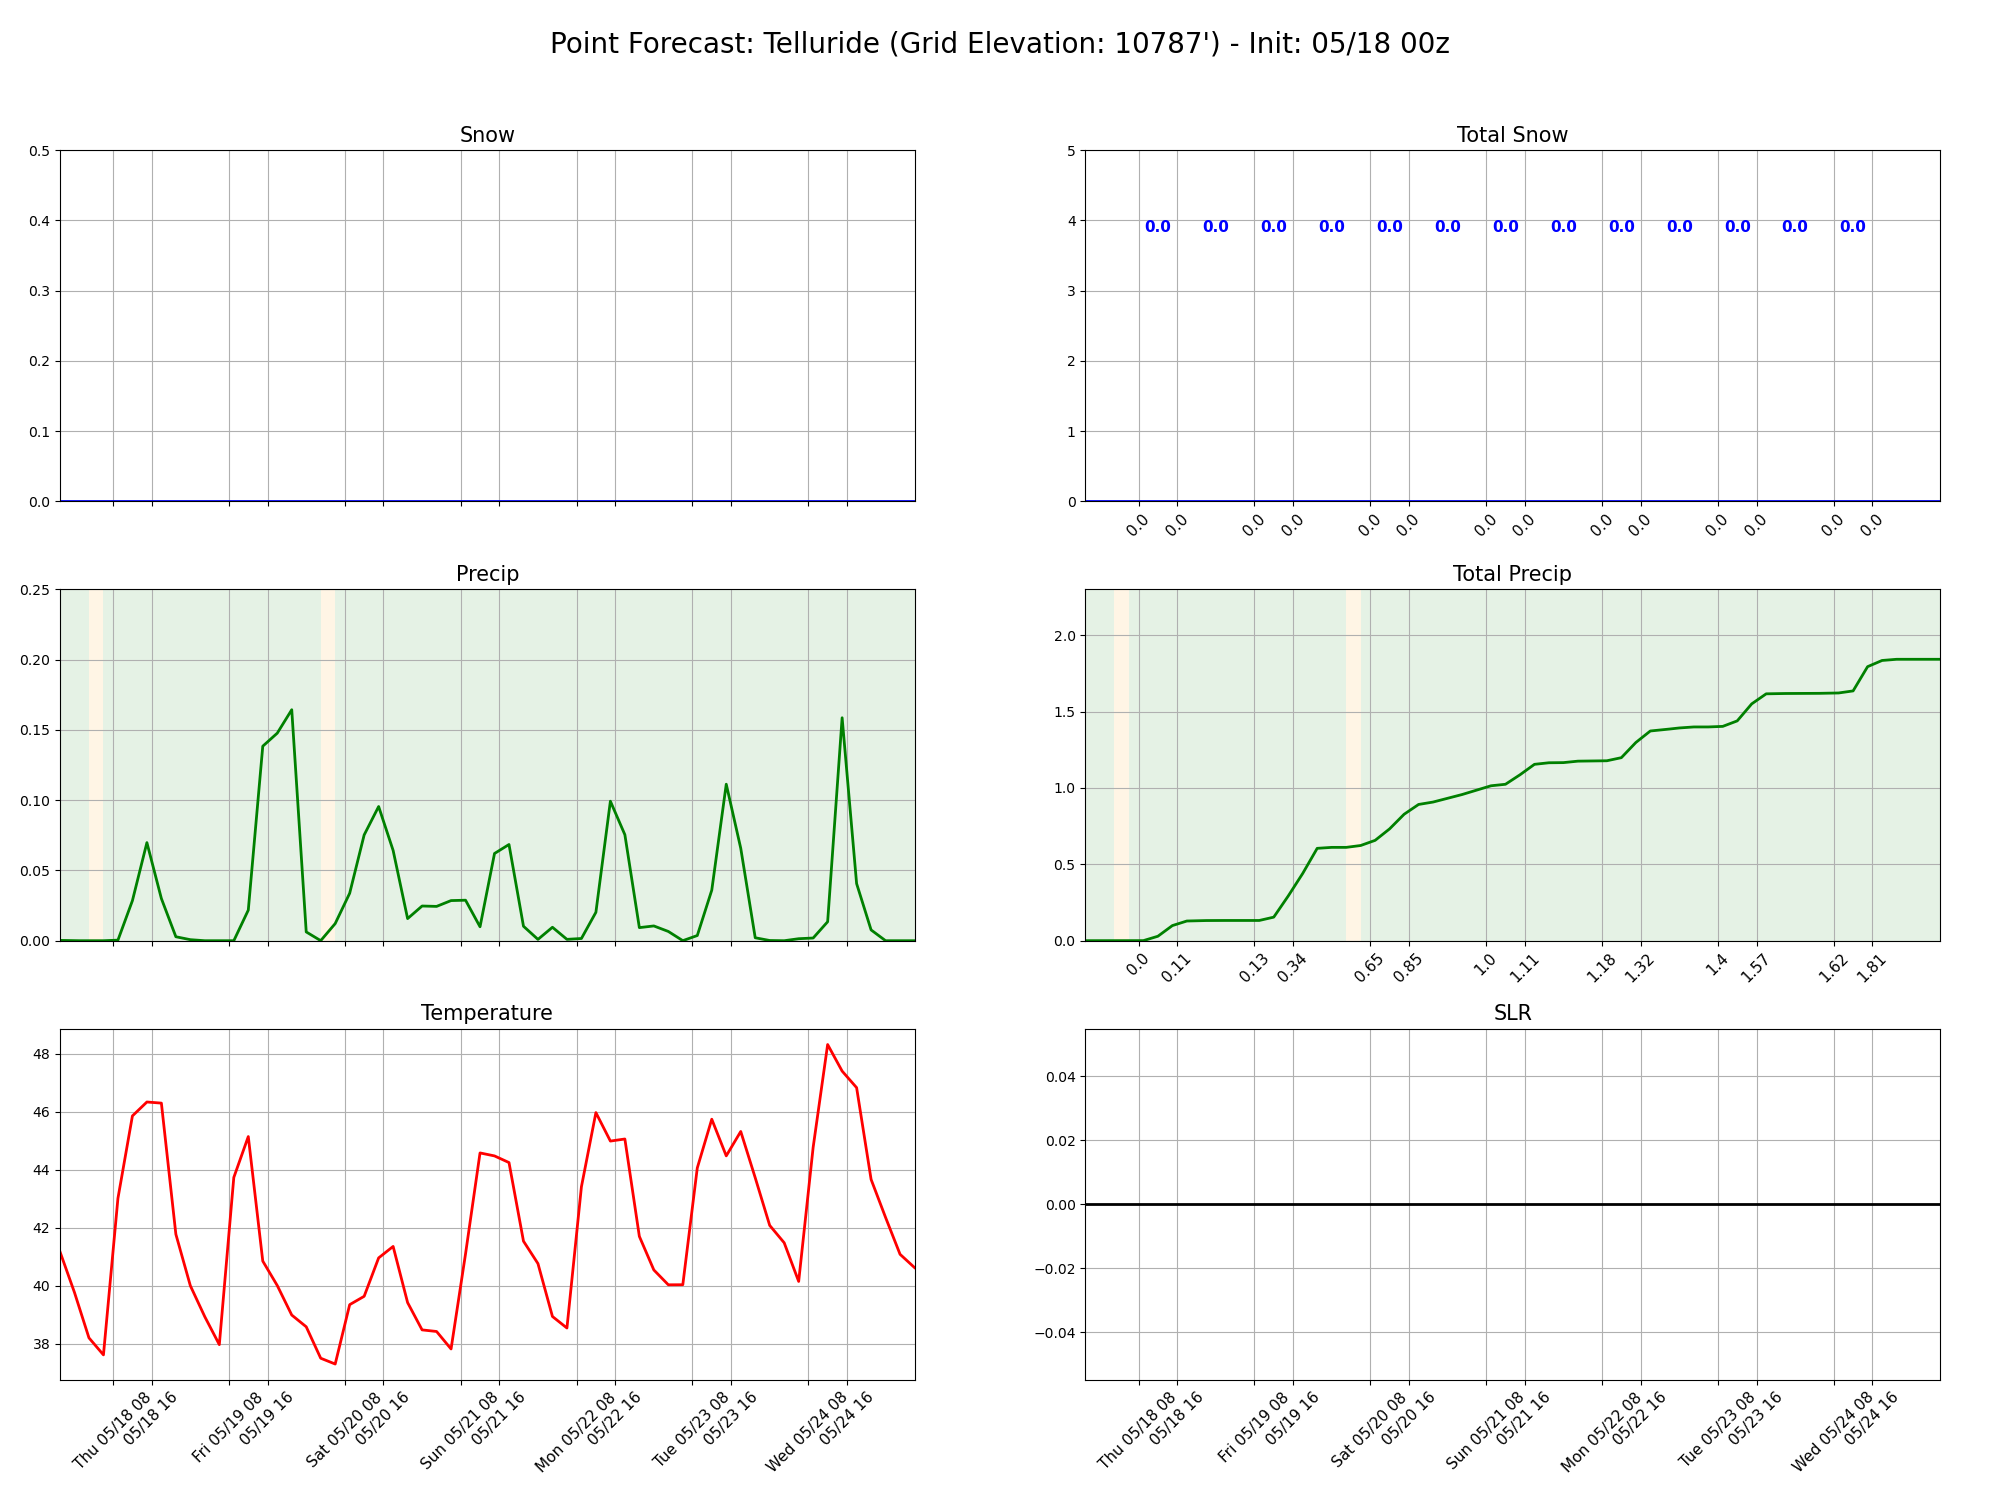 Point Forecast: Telluride (Grid Elevation: 10787') - Init: 05/18 00z
Snow
0.5
0.4
0.3
0.2
0.1
0.0
Total Snow
5
4
3
2
1
0
0.0 0.0 0.0 0.0 0.0 0.0 0.0 0.0 0.0 0.0 0.0 0.0 0.0
0.0 0.0 0.0 0.0 0.0 0.0 0.0 0.0 0.0 0.0 0.0 0.0 0.0 0.0
Precip
0.25
0.20
0.15
0.10
0.05
0.00
Total Precip
2.0
1.5
1.0
0.5
0.0
0.0 0.11 0.13 0.34 0.65 0.85 1.0 1.11 1.18 1.32 1.4 1.57 1.62 1.81
Temperature
48
46
44
42
40
38
Thu 05/18 08
05/18 16
Fri 05/19 08
05/19 16
Sat 05/20 08
05/20 16
Sun 05/21 08
05/21 16
Mon 05/22 08
05/22 16
Tue 05/23 08
05/23 16
Wed 05/24 08
05/24 16
SLR
0.04
0.02
0.00
−0.02
−0.04
Thu 05/18 08
05/18 16
Fri 05/19 08
05/19 16
Sat 05/20 08
05/20 16
Sun 05/21 08
05/21 16
Mon 05/22 08
05/22 16
Tue 05/23 08
05/23 16
Wed 05/24 08
05/24 16